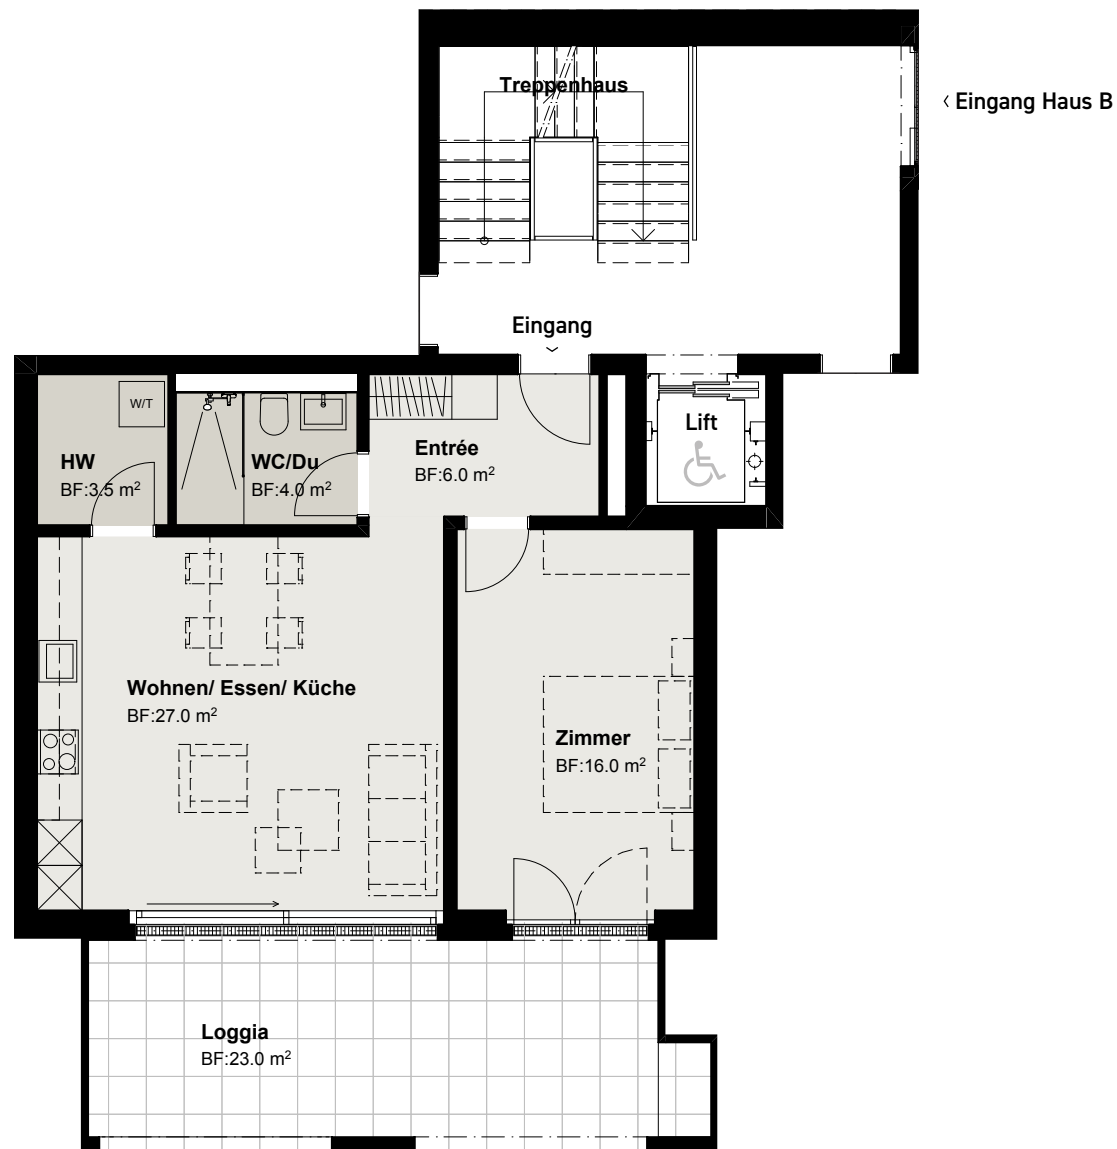 Treppenhaus
‹ Eingang Haus B
Eingang
W/T
HW
BF:3.5 m²
WC/Du
BF:4.0 m²
Entrée
BF:6.0 m²
Lift
Wohnen/ Essen/ Küche
BF:27.0 m²
Zimmer
BF:16.0 m²
Loggia
BF:23.0 m²